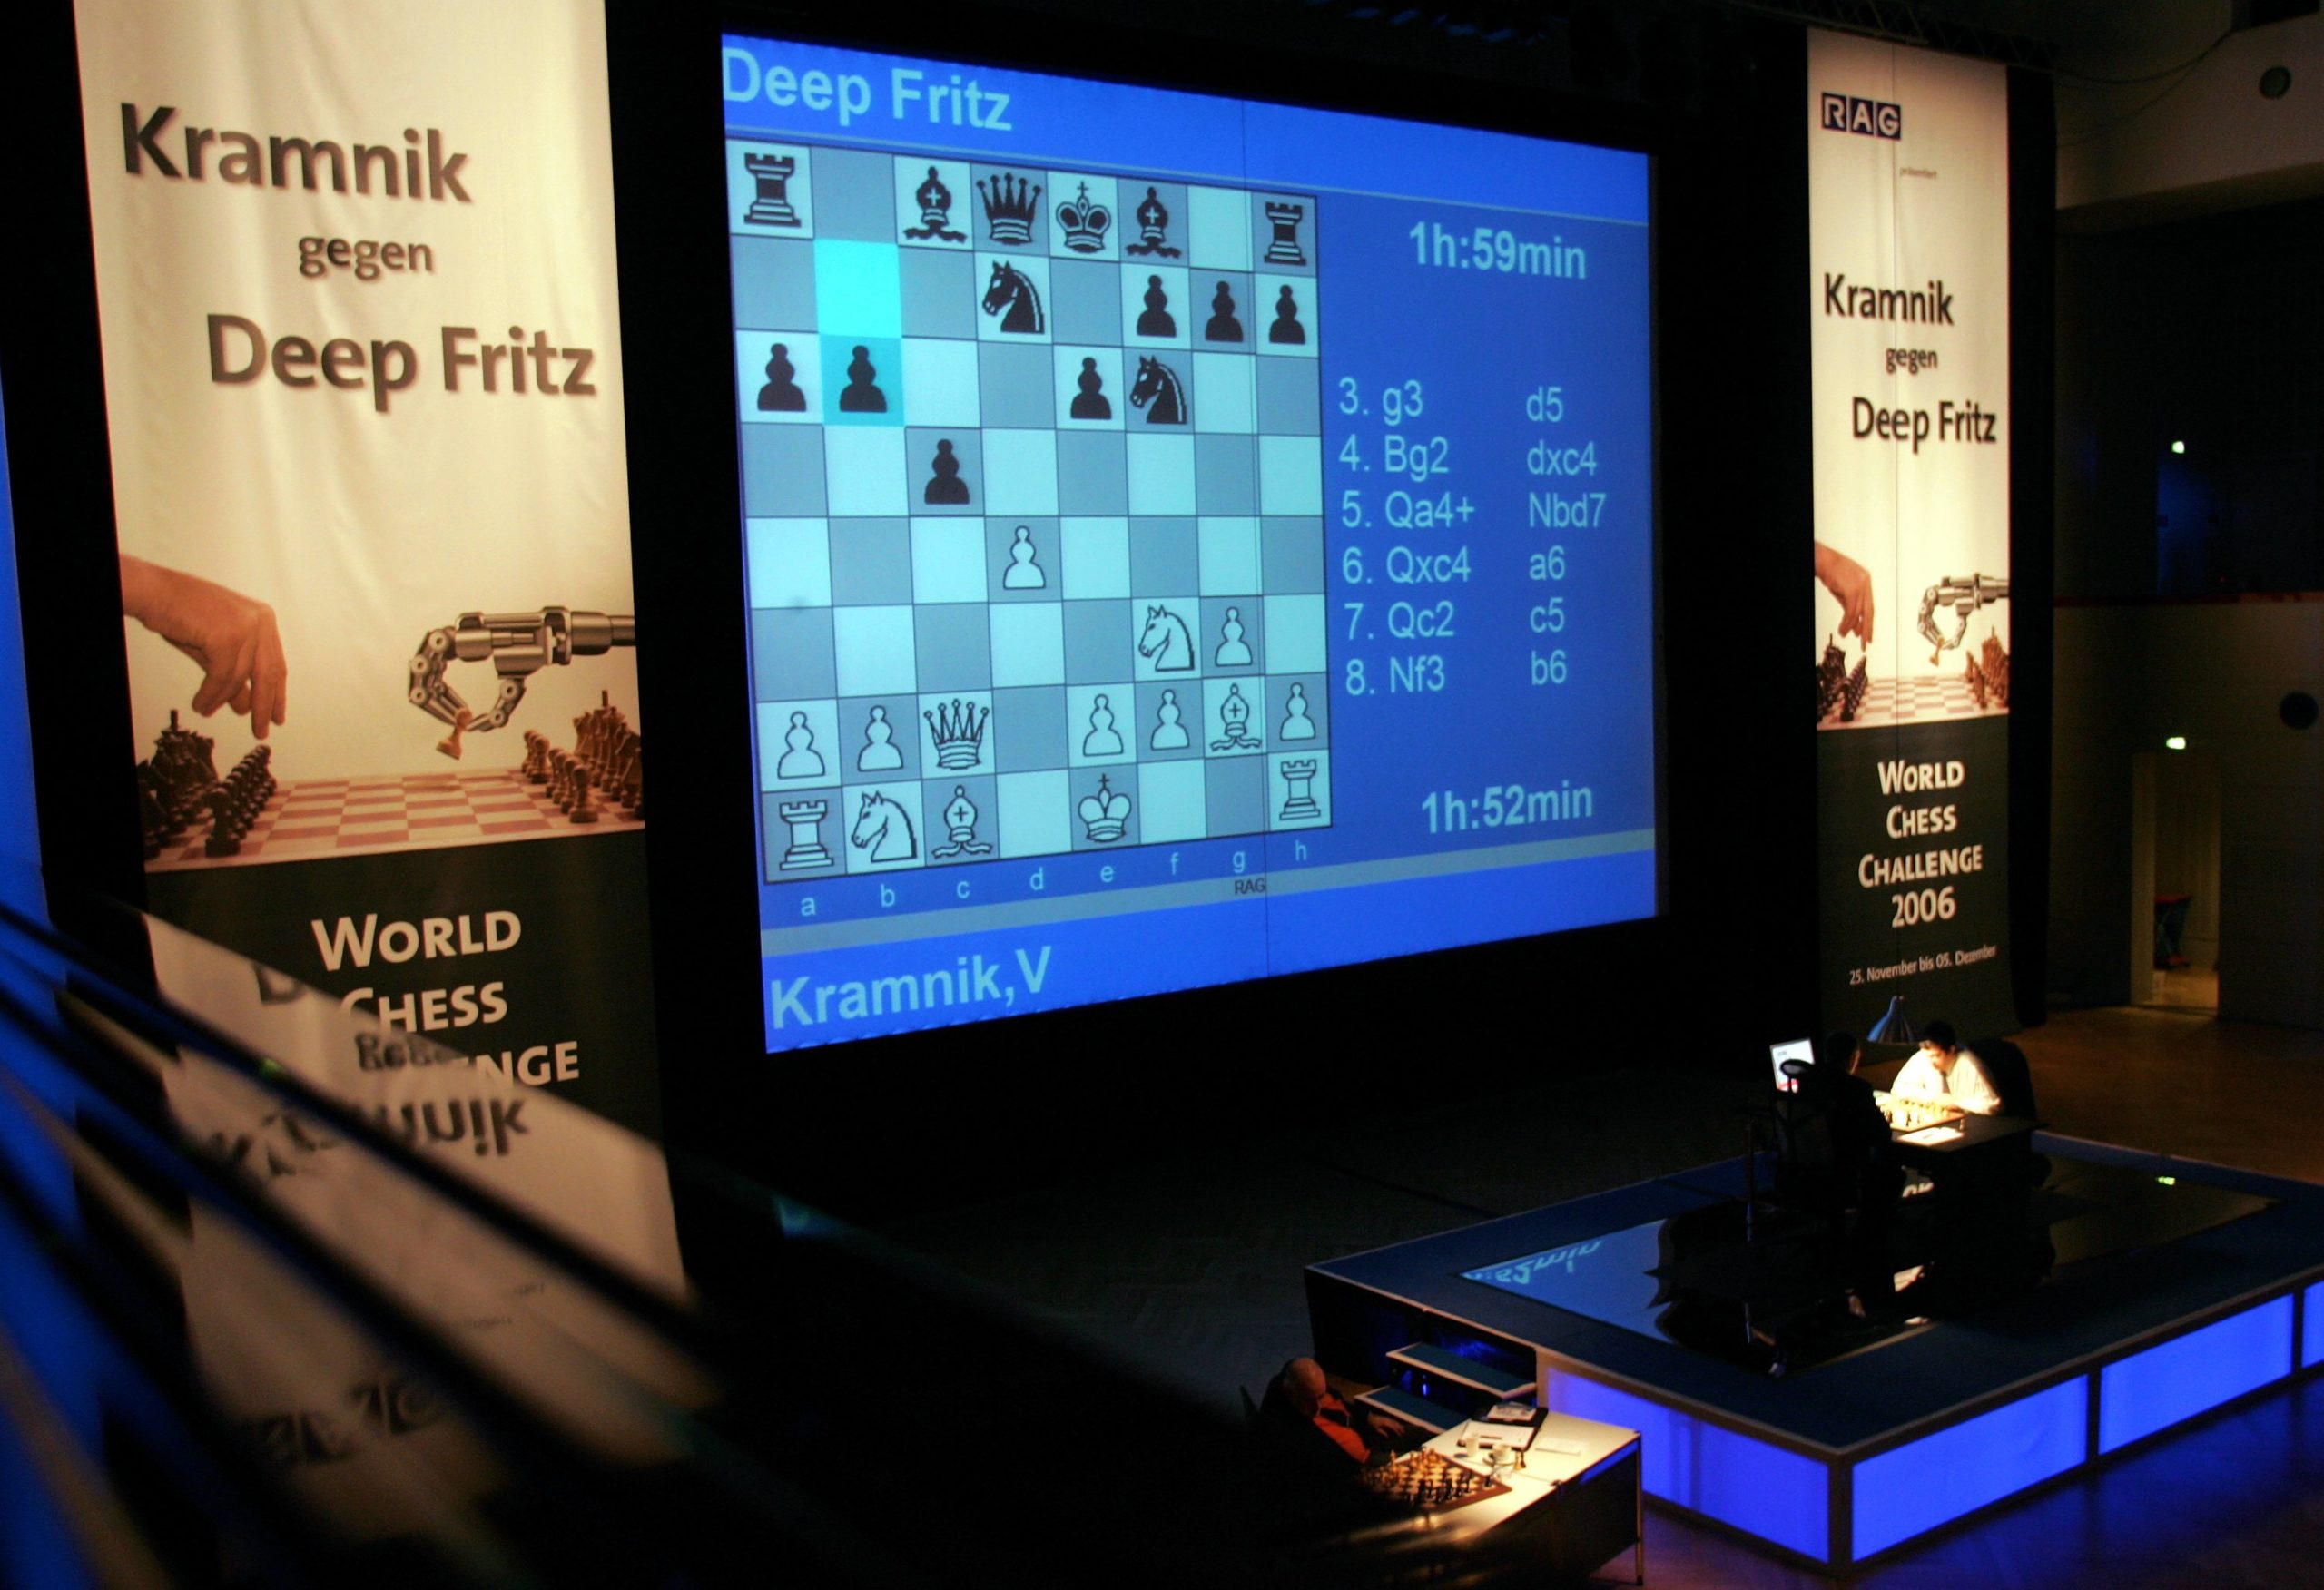 Kramnik
gegen
Deep Fritz
WORLD
CHESS
NGE
Deep Fritz
1h:59min
3. g3 d5
4. Bg2 dxc4
5. Qa4+ Nbd7
6. Qxc4 a6
7. Qc2 c5
8. Nf3 b6
1h:52min
a b c d e f g h
RAG
Kramnik,V
RAG
präsentiert
Kramnik
gegen
Deep Fritz
WORLD
CHESS
CHALLENGE
2006
25. November bis 05. Dezember